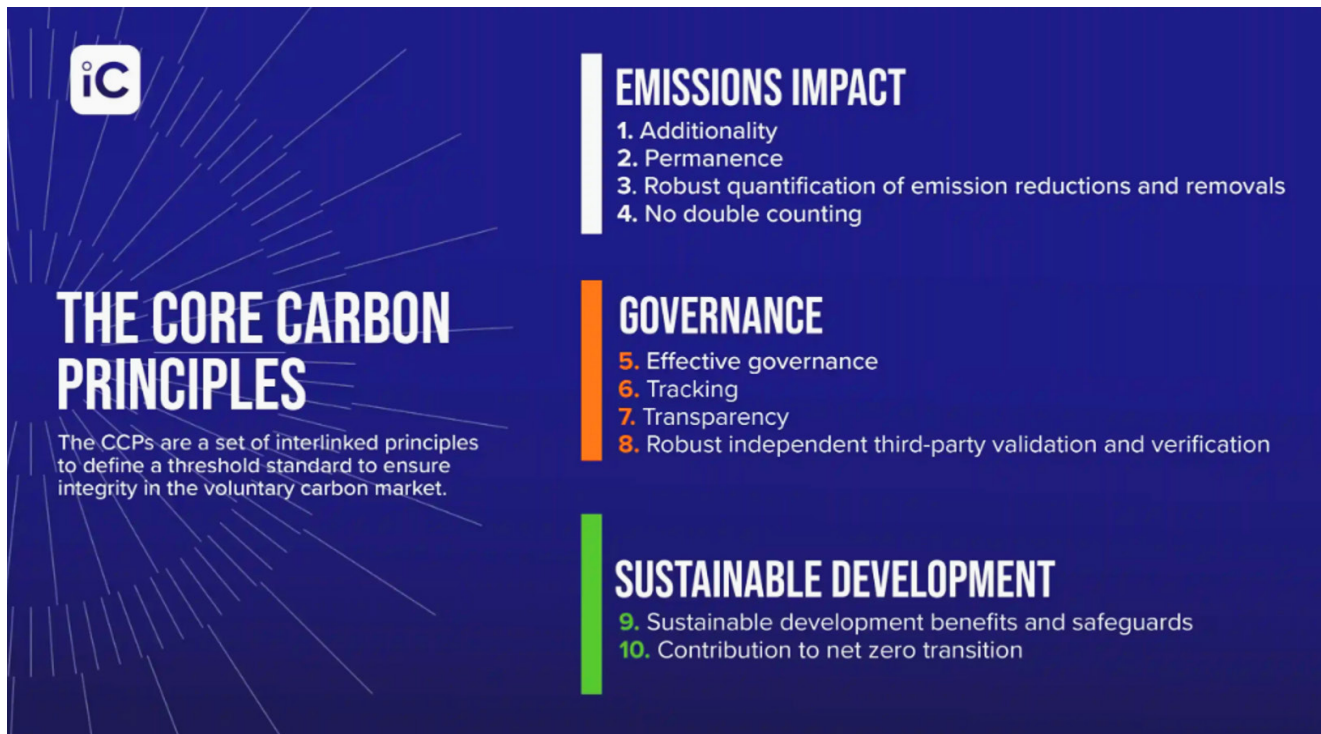 iC
THE CORE CARBON
PRINCIPLES
The CCPs are a set of interlinked principles
to define a threshold standard to ensure
integrity in the voluntary carbon market.
EMISSIONS IMPACT
1. Additionality
2. Permanence
3. Robust quantification of emission reductions and removals
4. No double counting
GOVERNANCE
5. Effective governance
6. Tracking
7. Transparency
8. Robust independent third-party validation and verification
SUSTAINABLE DEVELOPMENT
9. Sustainable development benefits and safeguards
10. Contribution to net zero transition